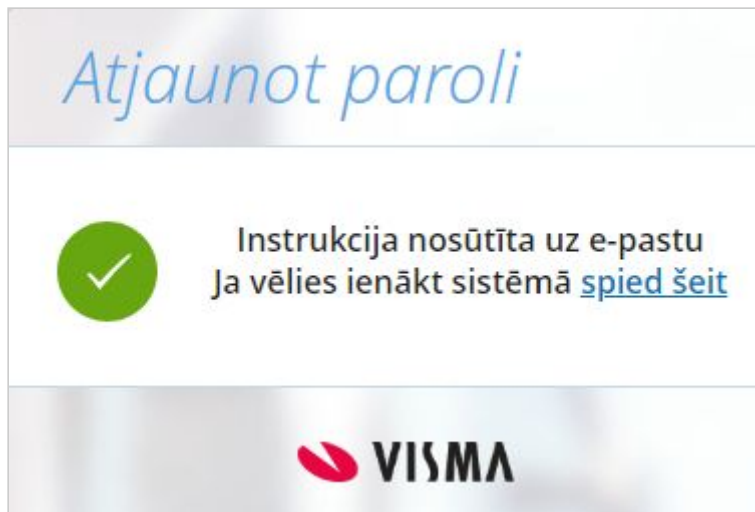 Atjaunot paroli
Instrukcija nosūtīta uz e-pastu
Ja vēlies ienākt sistēmā spied šeit
VISMA